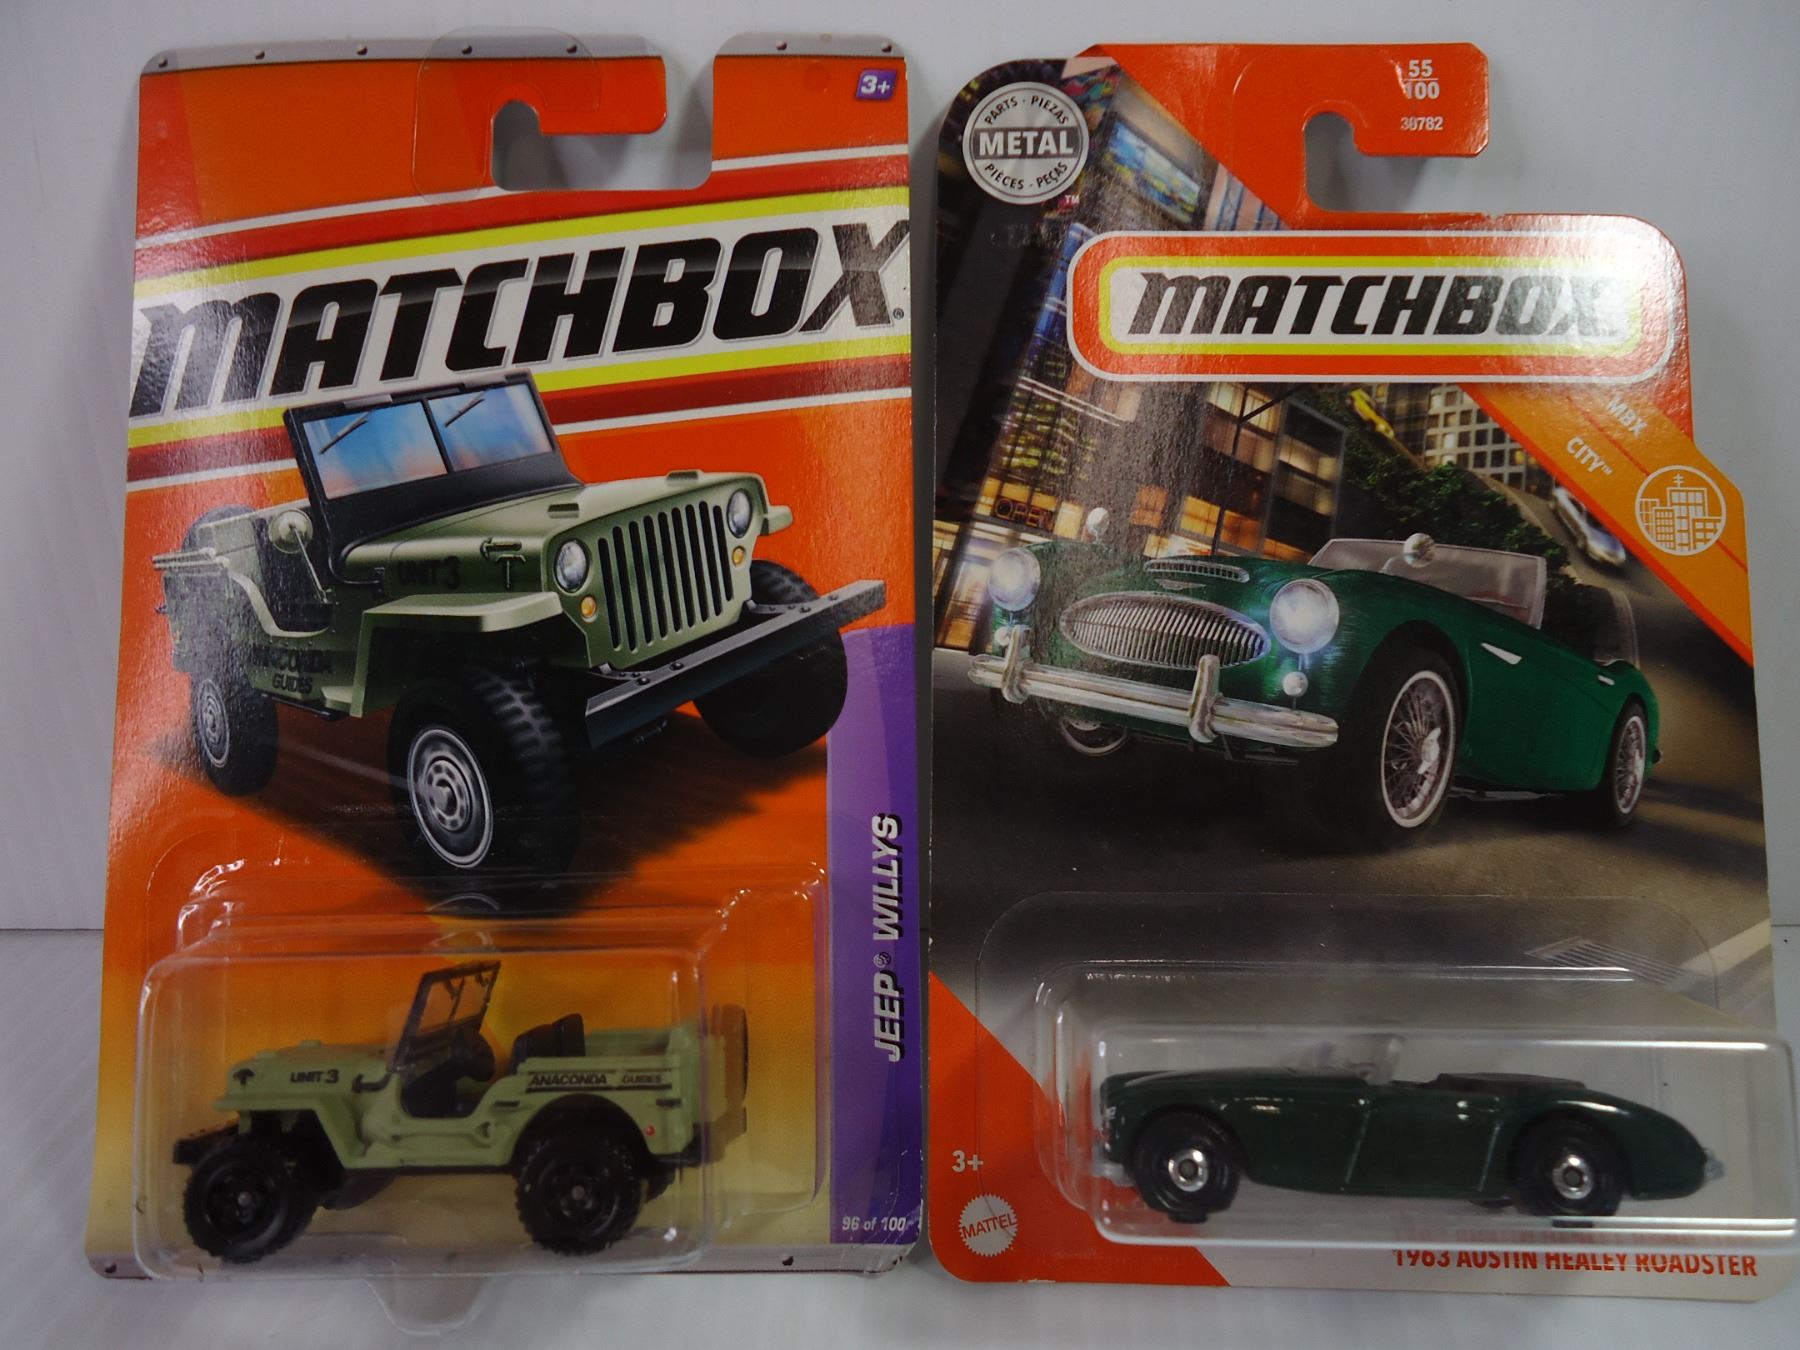 3+
MATCHBOX®
UNIT 3
ANACONDA
GUIDES
JEEP® WILLYS
UNIT 3
ANACONDA GUIDES
96 of 100
PARTS - PIEZAS
METAL
PIÈCES - PEÇAS
™
55
100
30782
MATCHBOX
MBX
CITY™
OPEN
3+
MATTEL
1963 AUSTIN HEALEY ROADSTER